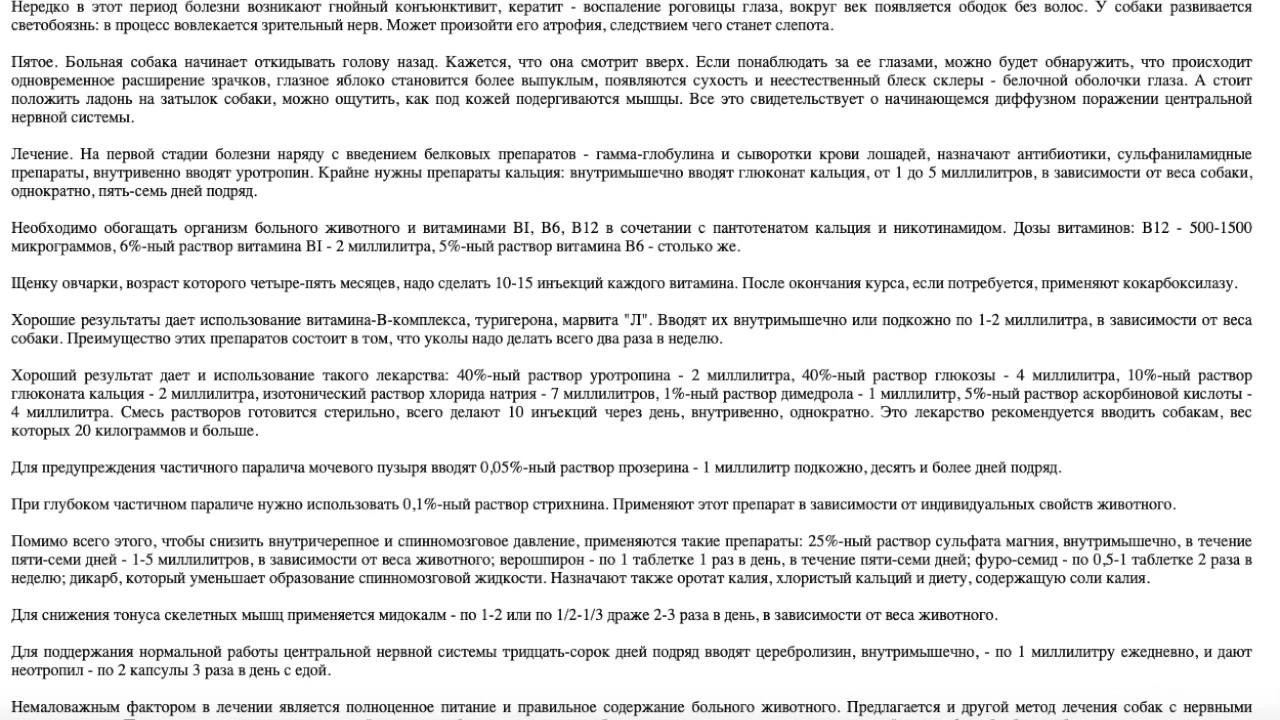 Нередко в этот период болезни возникают гнойный конъюнктивит, кератит - воспаление роговицы глаза, вокруг век появляется ободок без волос. У собаки развивается
светобоязнь: в процесс вовлекается зрительный нерв. Может произойти его атрофия, следствием чего станет слепота.
Пятое. Больная собака начинает откидывать голову назад. Кажется, что она смотрит вверх. Если понаблюдать за ее глазами, можно будет обнаружить, что происходит
одновременное расширение зрачков, глазное яблоко становится более выпуклым, появляются сухость и неестественный блеск склеры - белочной оболочки глаза. А стоит
положить ладонь на затылок собаки, можно ощутить, как под кожей подергиваются мышцы. Все это свидетельствует о начинающемся диффузном поражении центральной
нервной системы.
Лечение. На первой стадии болезни наряду с введением белковых препаратов - гамма-глобулина и сыворотки крови лошадей, назначают антибиотики, сульфаниламидные
препараты, внутривенно вводят уротропин. Крайне нужны препараты кальция: внутримышечно вводят глюконат кальция, от 1 до 5 миллилитров, в зависимости от веса собаки,
однократно, пять-семь дней подряд.
Необходимо обогащать организм больного животного и витаминами BI, B6, B12 в сочетании с пантотенатом кальция и никотинамидом. Дозы витаминов: B12 - 500-1500
микрограммов, 6%-ный раствор витамина BI - 2 миллилитра, 5%-ный раствор витамина B6 - столько же.
Щенку овчарки, возраст которого четыре-пять месяцев, надо сделать 10-15 инъекций каждого витамина. После окончания курса, если потребуется, применяют кокарбоксилазу.
Хорошие результаты дает использование витамина-В-комплекса, туригерона, марвита "Л". Вводят их внутримышечно или подкожно по 1-2 миллилитра, в зависимости от веса
собаки. Преимущество этих препаратов состоит в том, что уколы надо делать всего два раза в неделю.
Хороший результат дает и использование такого лекарства: 40%-ный раствор уротропина - 2 миллилитра, 40%-ный раствор глюкозы - 4 миллилитра, 10%-ный раствор
глюконата кальция - 2 миллилитра, изотонический раствор хлорида натрия - 7 миллилитров, 1%-ный раствор димедрола - 1 миллилитр, 5%-ный раствор аскорбиновой кислоты -
4 миллилитра. Смесь растворов готовится стерильно, всего делают 10 инъекций через день, внутривенно, однократно. Это лекарство рекомендуется вводить собакам, вес
которых 20 килограммов и больше.
Для предупреждения частичного паралича мочевого пузыря вводят 0,05%-ный раствор прозерина - 1 миллилитр подкожно, десять и более дней подряд.
При глубоком частичном параличе нужно использовать 0,1%-ный раствор стрихнина. Применяют этот препарат в зависимости от индивидуальных свойств животного.
Помимо всего этого, чтобы снизить внутричерепное и спинномозговое давление, применяются такие препараты: 25%-ный раствор сульфата магния, внутримышечно, в течение
пяти-семи дней - 1-5 миллилитров, в зависимости от веса животного; верошпирон - по 1 таблетке 1 раз в день, в течение пяти-семи дней; фуро-семид - по 0,5-1 таблетке 2 раза в
неделю; дикарб, который уменьшает образование спинномозговой жидкости. Назначают также оротат калия, хлористый кальций и диету, содержащую соли калия.
Для снижения тонуса скелетных мышц применяется мидокалм - по 1-2 или по 1/2-1/3 драже 2-3 раза в день, в зависимости от веса животного.
Для поддержания нормальной работы центральной нервной системы тридцать-сорок дней подряд вводят церебролизин, внутримышечно, - по 1 миллилитру ежедневно, и дают
неотропил - по 2 капсулы 3 раза в день с едой.
Немаловажным фактором в лечении является полноценное питание и правильное содержание больного животного. Предлагается и другой метод лечения собак с нервными